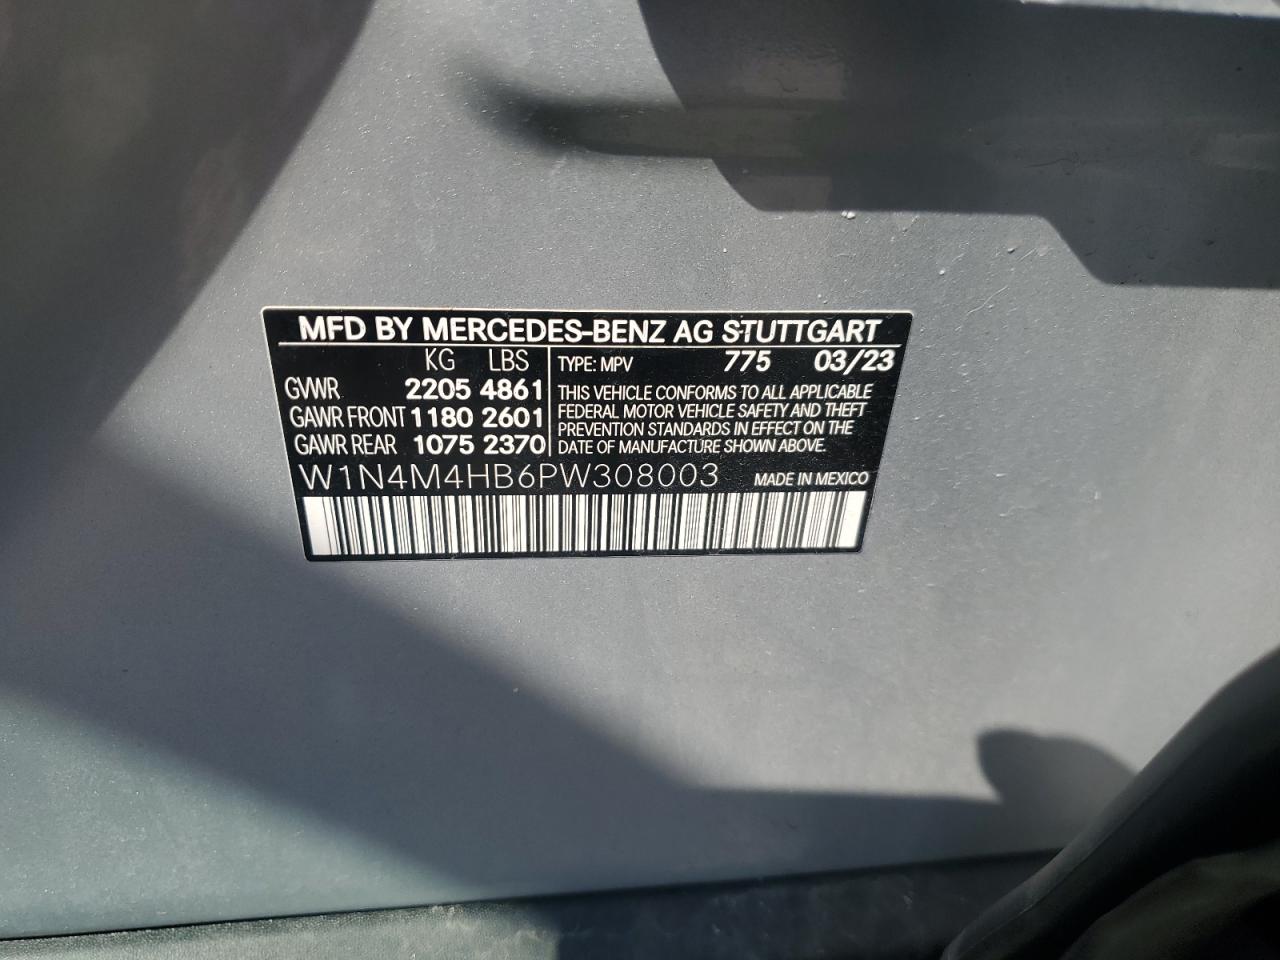 MFD BY MERCEDES-BENZ AG STUTTGART
KG LBS
GVWR 2205 4861
GAWR FRONT 1180 2601
GAWR REAR 1075 2370
TYPE: MPV 775 03/23
THIS VEHICLE CONFORMS TO ALL APPLICABLE
FEDERAL MOTOR VEHICLE SAFETY AND THEFT
PREVENTION STANDARDS IN EFFECT ON THE
DATE OF MANUFACTURE SHOWN ABOVE.
W1N4M4HB6PW308003 MADE IN MEXICO